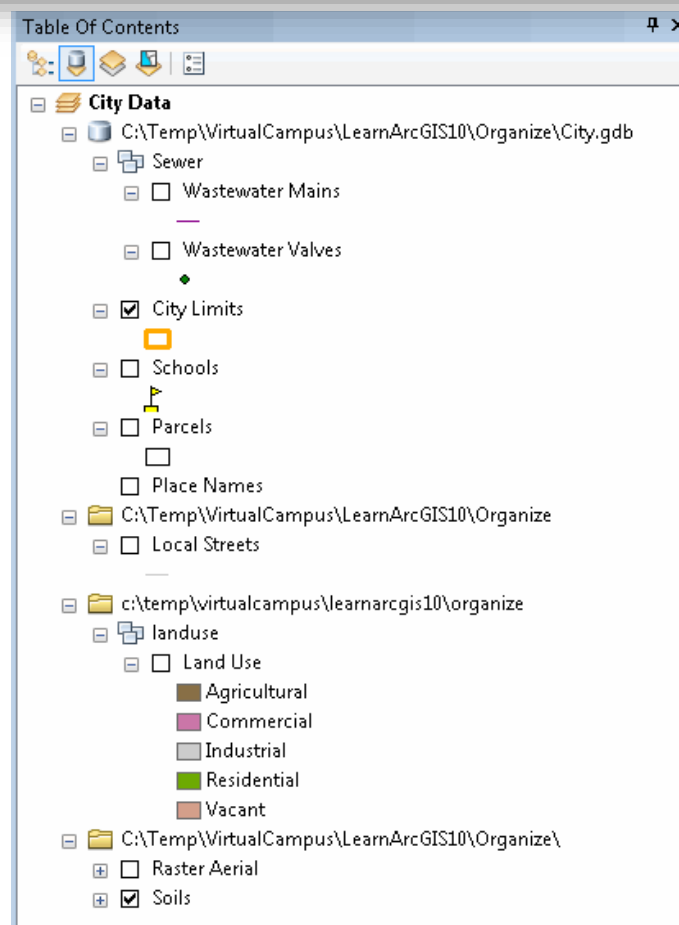 Table Of Contents
City Data
C:\Temp\VirtualCampus\LearnArcGIS10\Organize\City.gdb
Sewer
Wastewater Mains
Wastewater Valves
City Limits
Schools
Parcels
Place Names
C:\Temp\VirtualCampus\LearnArcGIS10\Organize
Local Streets
c:\temp\virtualcampus\learnarcgis10\organize
landuse
Land Use
Agricultural
Commercial
Industrial
Residential
Vacant
C:\Temp\VirtualCampus\LearnArcGIS10\Organize\
Raster Aerial
Soils